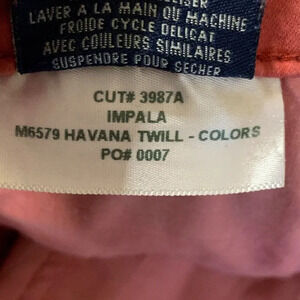 LAVER A LA MAIN OU MACHINE
FROIDE CYCLE DELICAT
AVEC COULEURS SIMILAIRES
SUSPENDRE POUR SECHER
CUT# 3987A
IMPALA
M6579 HAVANA TWILL - COLORS
PO# 0007